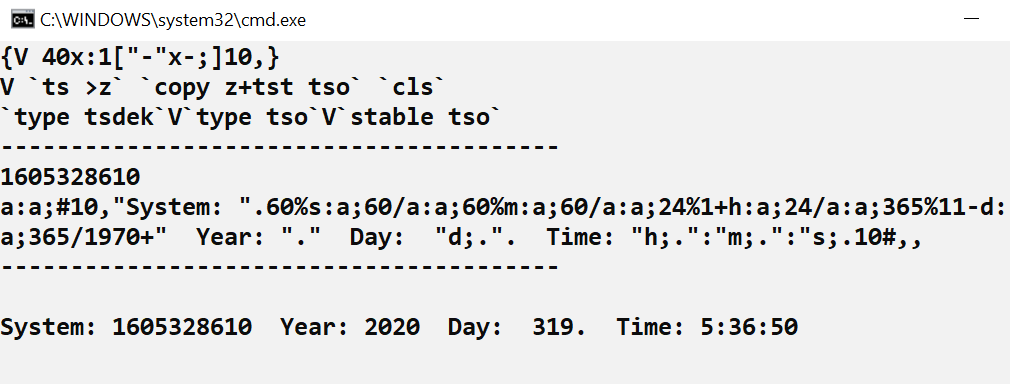 C:\WINDOWS\system32\cmd.exe
{V 40x:1["-"x-;]10,}
V `ts >z` `copy z+tst tso` `cls`
`type tsdek`V`type tso`V`stable tso`
----------------------------------------
1605328610
a:a;#10,"System: ".60%s:a;60/a:a;60%m:a;60/a:a;24%1+h:a;24/a:a;365%11-d:
a;365/1970+"  Year: "."  Day:  "d;.".  Time: "h;.":"m;.":"s;.10#,,
----------------------------------------
System: 1605328610  Year: 2020  Day:  319.  Time: 5:36:50